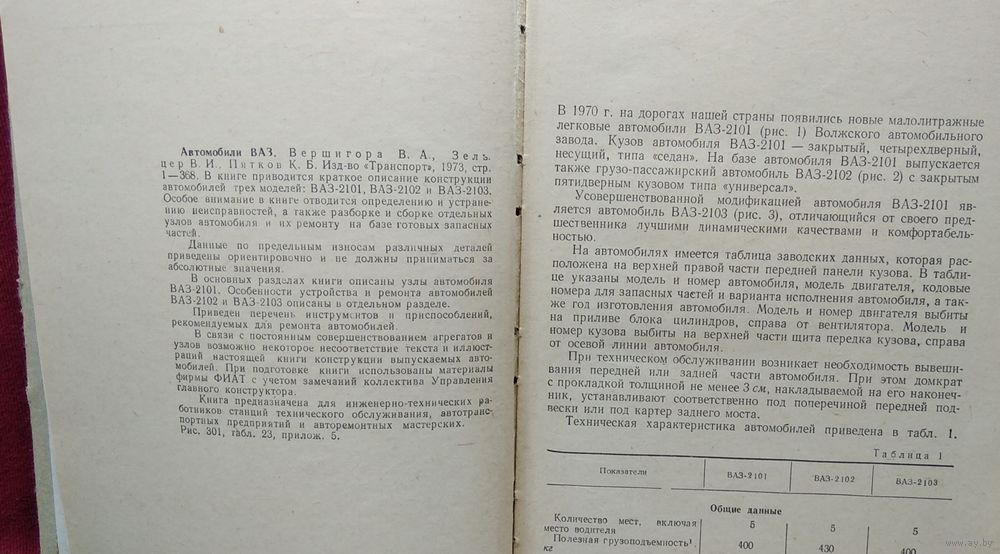 Автомобили ВАЗ. Вершигора В. А., Зель-
цер В. И., Пятков К. Б. Изд-во «Транспорт», 1973, стр.
1—368. В книге приводится краткое описание конструкции
автомобилей трех моделей: ВАЗ-2101, ВАЗ-2102 и ВАЗ-2103.
Особое внимание в книге отводится определению и устране-
нию неисправностей, а также разборке и сборке отдельных
узлов автомобиля и их ремонту на базе готовых запасных
частей.
Данные по предельным износам различных деталей
приведены ориентировочно и не должны приниматься за
абсолютные значения.
В основных разделах книги описаны узлы автомобиля
ВАЗ-2101. Особенности устройства и ремонта автомобилей
ВАЗ-2102 и ВАЗ-2103 описаны в отдельном разделе.
Приведен перечень инструментов и приспособлений,
рекомендуемых для ремонта автомобилей.
В связи с постоянным совершенствованием агрегатов и
узлов возможно некоторое несоответствие текста и иллюст-
раций настоящей книги конструкции выпускаемых авто-
мобилей. При подготовке книги использованы материалы
фирмы ФИАТ с учетом замечаний коллектива Управления
главного конструктора.
Книга предназначена для инженерно-технических ра-
ботников станций технического обслуживания, автотранс-
портных предприятий и авторемонтных мастерских.
Рис. 301, табл. 23, прилож. 5.
В 1970 г. на дорогах нашей страны появились новые малолитражные
легковые автомобили ВАЗ-2101 (рис. 1) Волжского автомобильного
завода. Кузов автомобиля ВАЗ-2101 — закрытый, четырехдверный,
несущий, типа «седан». На базе автомобиля ВАЗ-2101 выпускается
также грузо-пассажирский автомобиль ВАЗ-2102 (рис. 2) с закрытым
пятидверным кузовом типа «универсал».
Усовершенствованной модификацией автомобиля ВАЗ-2101 яв-
ляется автомобиль ВАЗ-2103 (рис. 3), отличающийся от своего пред-
шественника лучшими динамическими качествами и комфортабель-
ностью.
На автомобилях имеется таблица заводских данных, которая рас-
положена на верхней правой части передней панели кузова. В табли-
це указаны модель и номер автомобиля, модель двигателя, кодовые
номера для запасных частей и варианта исполнения автомобиля, а так-
же год изготовления автомобиля. Модель и номер двигателя выбиты
на приливе блока цилиндров, справа от вентилятора. Модель и
номер кузова выбиты на верхней части щита передка кузова, справа
от осевой линии автомобиля.
При техническом обслуживании возникает необходимость вывеши-
вания передней или задней части автомобиля. При этом домкрат
с прокладкой толщиной не менее 3 см, накладываемой на его наконеч-
ник, устанавливают соответственно под поперечиной передней под-
вески или под картер заднего моста.
Техническая характеристика автомобилей приведена в табл. 1.
Таблица 1
Показатели ВАЗ-2101 ВАЗ-2102 ВАЗ-2103
Общие данные
Количество мест, включая
место водителя 5 5 5
Полезная грузоподъемность¹,
кг 400 430 400
www.ay.by